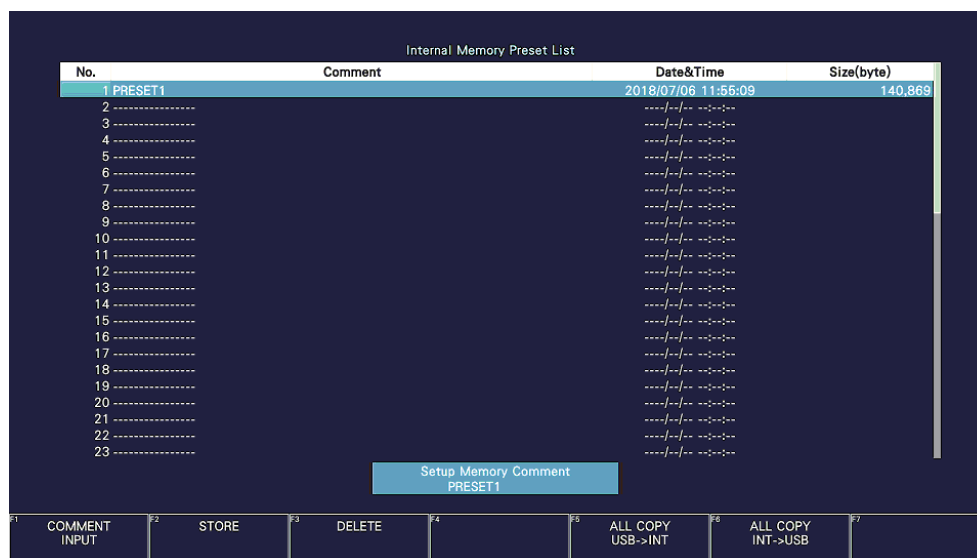 Internal Memory Preset List
No. Comment Date&Time Size(byte)
1 PRESET1 2018/07/06 11:55:09 140,869
2 ---------------- ----/--/-- --:--:--
3 ---------------- ----/--/-- --:--:--
4 ---------------- ----/--/-- --:--:--
5 ---------------- ----/--/-- --:--:--
6 ---------------- ----/--/-- --:--:--
7 ---------------- ----/--/-- --:--:--
8 ---------------- ----/--/-- --:--:--
9 ---------------- ----/--/-- --:--:--
10 ---------------- ----/--/-- --:--:--
11 ---------------- ----/--/-- --:--:--
12 ---------------- ----/--/-- --:--:--
13 ---------------- ----/--/-- --:--:--
14 ---------------- ----/--/-- --:--:--
15 ---------------- ----/--/-- --:--:--
16 ---------------- ----/--/-- --:--:--
17 ---------------- ----/--/-- --:--:--
18 ---------------- ----/--/-- --:--:--
19 ---------------- ----/--/-- --:--:--
20 ---------------- ----/--/-- --:--:--
21 ---------------- ----/--/-- --:--:--
22 ---------------- ----/--/-- --:--:--
23 ---------------- ----/--/-- --:--:--
Setup Memory Comment
PRESET1
F1 COMMENT F2 STORE F3 DELETE F4 F5 ALL COPY F6 ALL COPY F7
INPUT USB->INT INT->USB